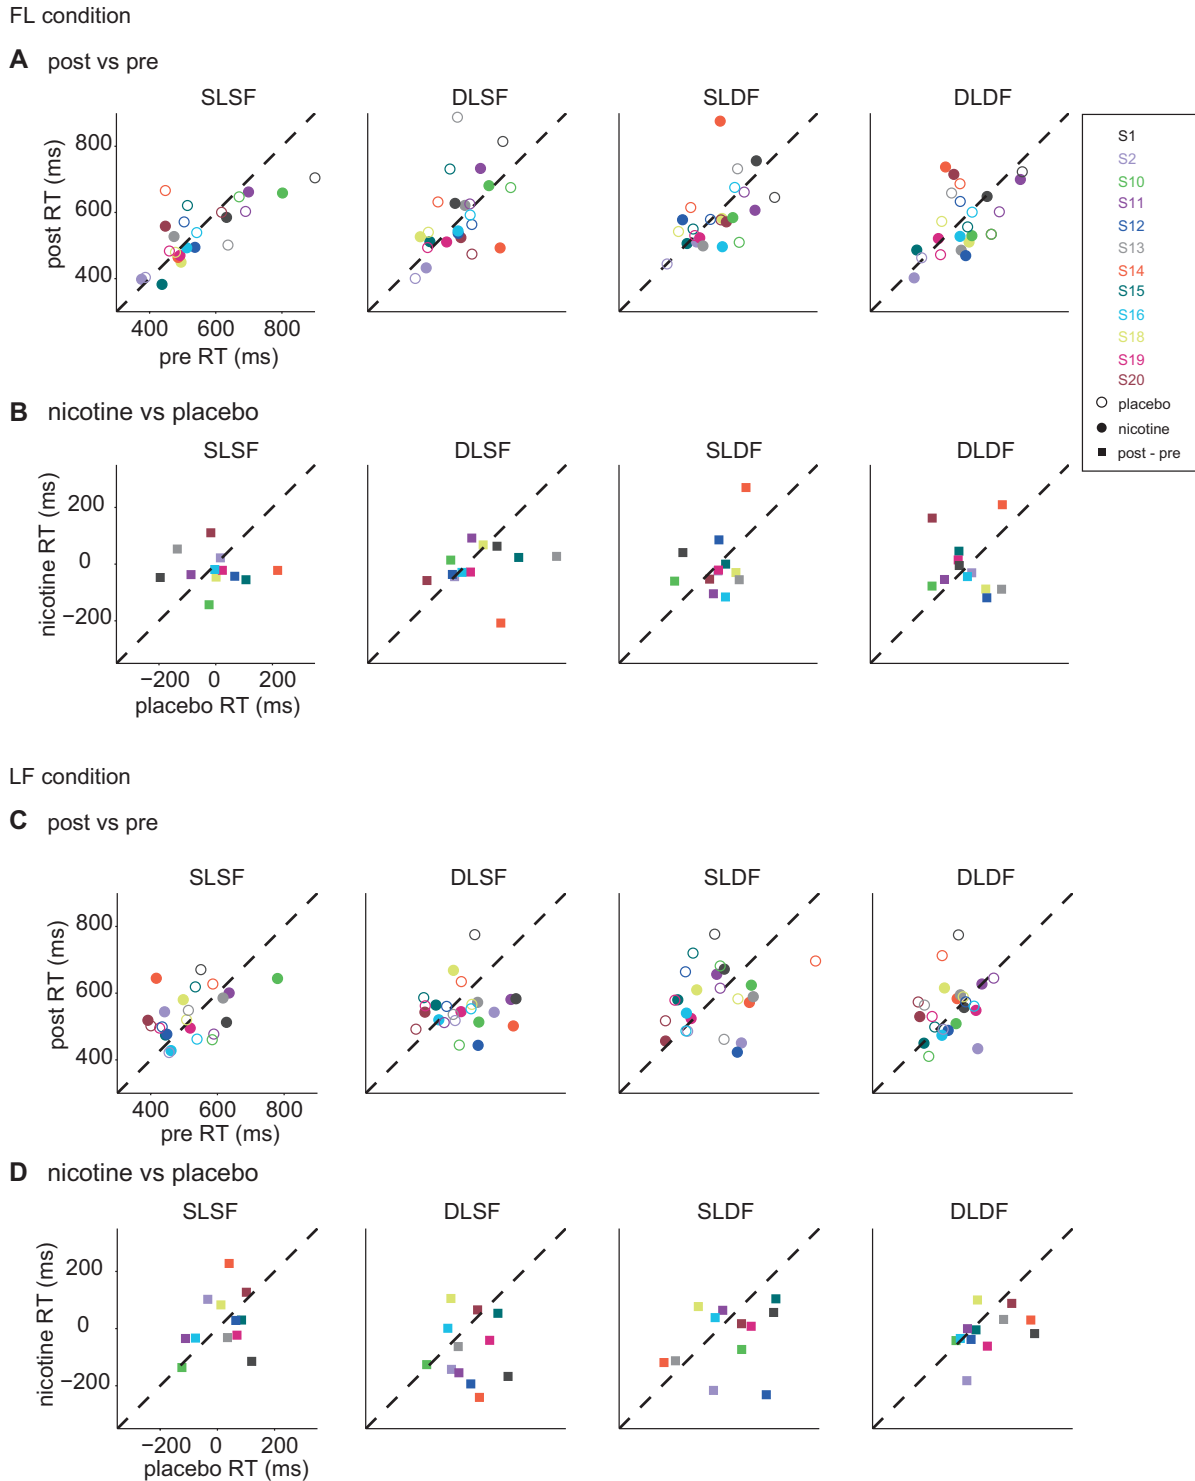 FL condition
A post vs pre
SLSF DLSF SLDF DLDF
post RT (ms)
800
600
400
400 600 800
pre RT (ms)
S1
S2
S10
S11
S12
S13
S14
S15
S16
S18
S19
S20
placebo
nicotine
post - pre
B nicotine vs placebo
SLSF DLSF SLDF DLDF
nicotine RT (ms)
200
0
−200
−200 0 200
placebo RT (ms)
LF condition
C post vs pre
SLSF DLSF SLDF DLDF
post RT (ms)
800
600
400
400 600 800
pre RT (ms)
D nicotine vs placebo
SLSF DLSF SLDF DLDF
nicotine RT (ms)
200
0
−200
−200 0 200
placebo RT (ms)